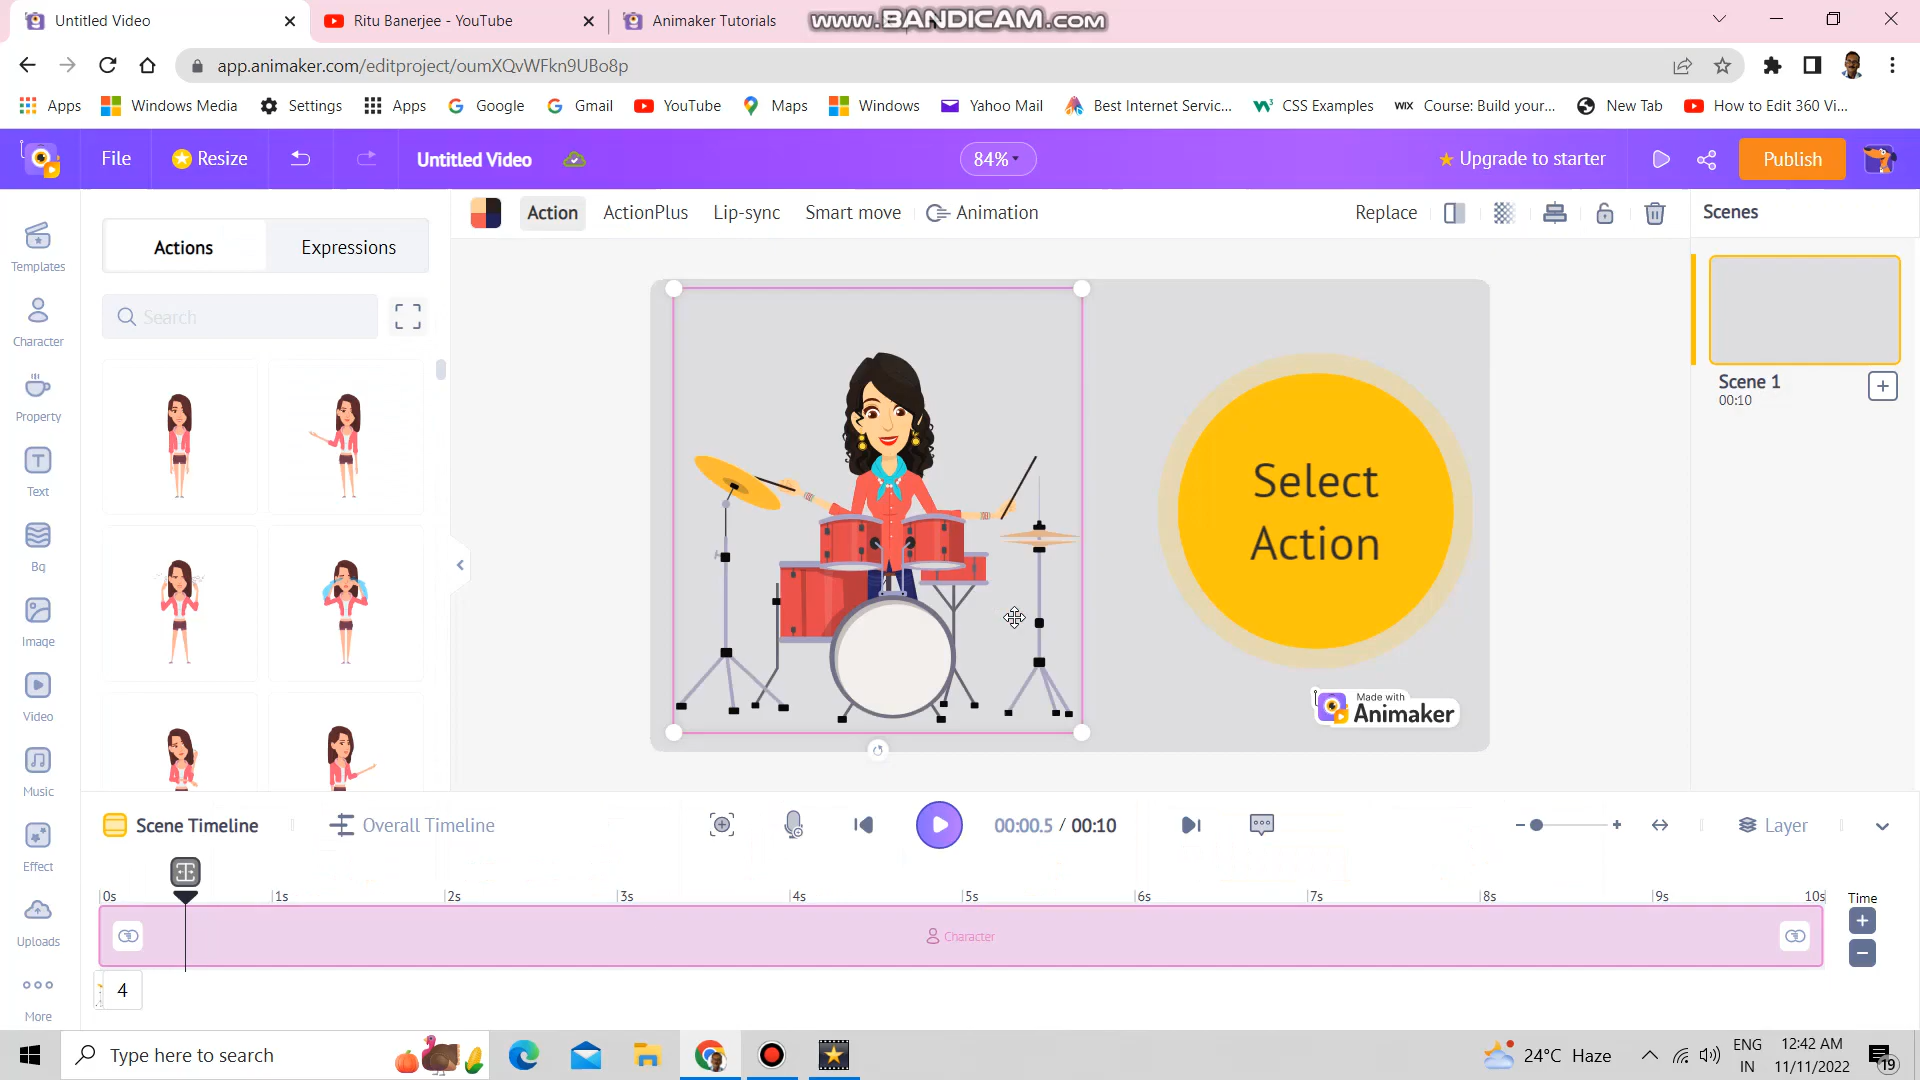 Untitled Video
Ritu Banerjee - YouTube
Animaker Tutorials
www.BANDICAM.com
app.animaker.com/editproject/oumXQvWFkn9UBo8p
Apps
Windows Media
Settings
Apps
Google
Gmail
YouTube
Maps
Windows
Yahoo Mail
Best Internet Servic...
CSS Examples
WIX
Course: Build your...
New Tab
How to Edit 360 Vi...
File
Resize
Untitled Video
84%
Upgrade to starter
Publish
Templates
Character
Property
Text
Bg
Image
Video
Music
Effect
Uploads
More
Actions
Expressions
Search
Action
ActionPlus
Lip-sync
Smart move
Animation
Replace
Select
Action
Made with
Animaker
Scenes
Scene 1
00:10
Scene Timeline
Overall Timeline
00:00.5 / 00:10
Layer
0s
1s
2s
3s
4s
5s
6s
7s
8s
9s
10s
Time
Character
4
Type here to search
24°C Haze
ENG
IN
12:42 AM
11/11/2022
19